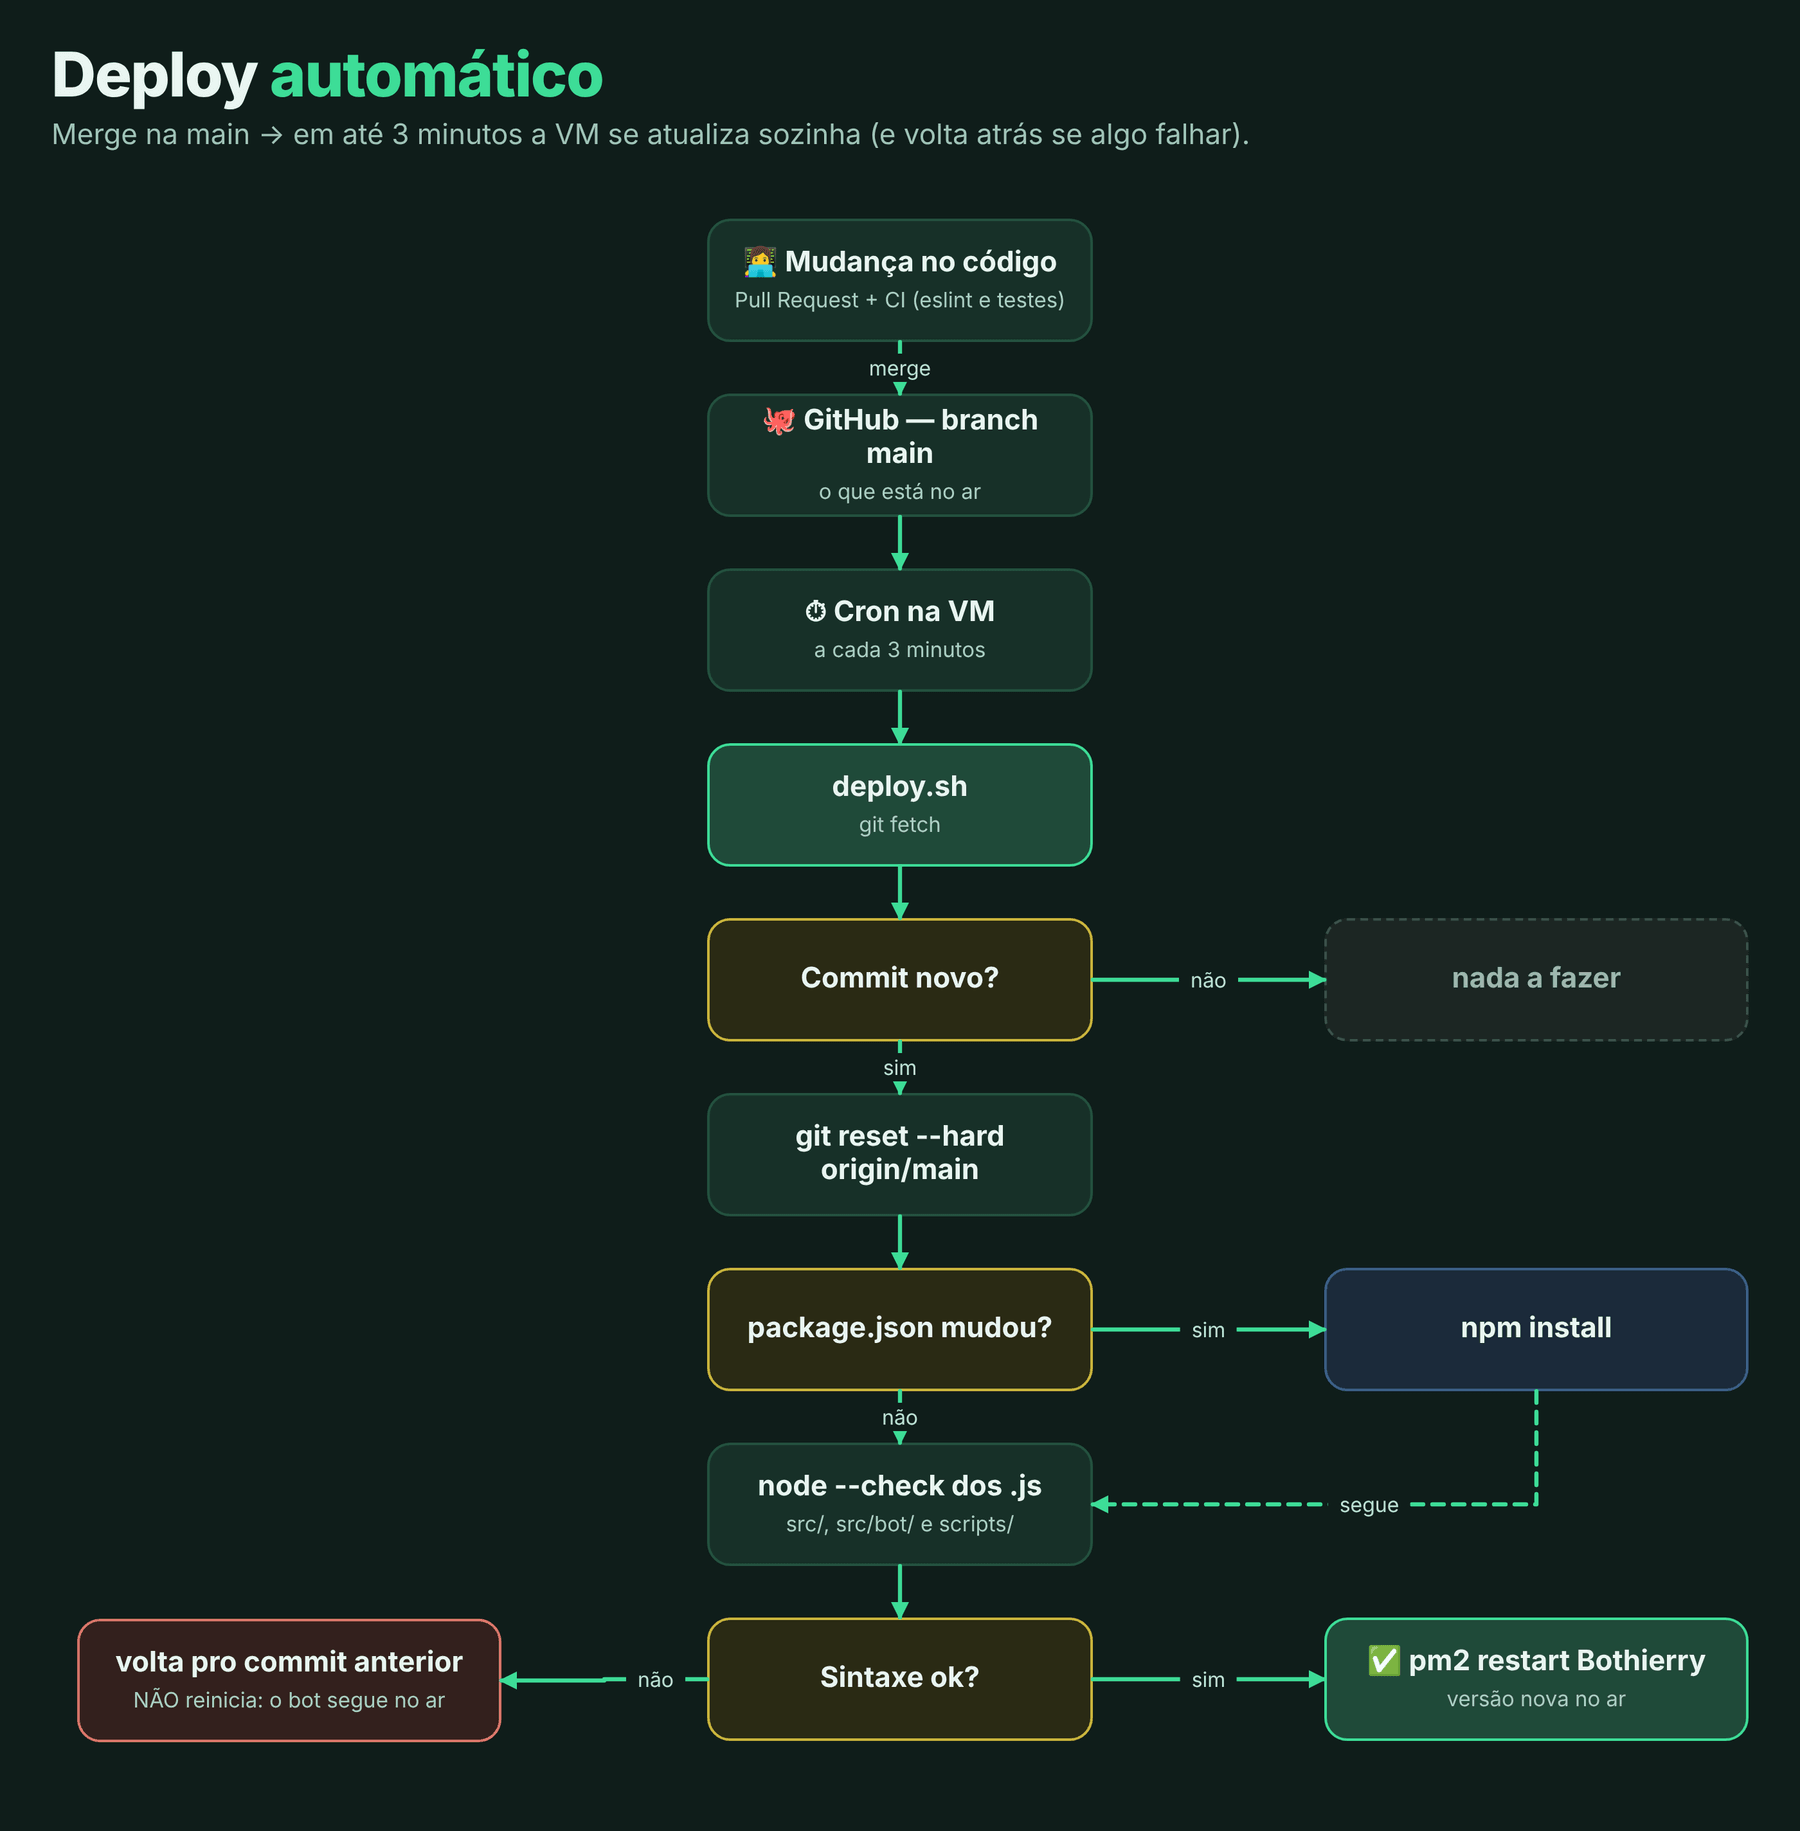 Deploy automático
Merge na main → em até 3 minutos a VM se atualiza sozinha (e volta atrás se algo falhar).
👩‍💻 Mudança no código
Pull Request + CI (eslint e testes)
merge
🐙 GitHub — branch
main
o que está no ar
⏱ Cron na VM
a cada 3 minutos
deploy.sh
git fetch
Commit novo?
não
nada a fazer
sim
git reset --hard
origin/main
package.json mudou?
sim
npm install
não
node --check dos .js
src/, src/bot/ e scripts/
segue
volta pro commit anterior
NÃO reinicia: o bot segue no ar
não
Sintaxe ok?
sim
✅ pm2 restart Bothierry
versão nova no ar